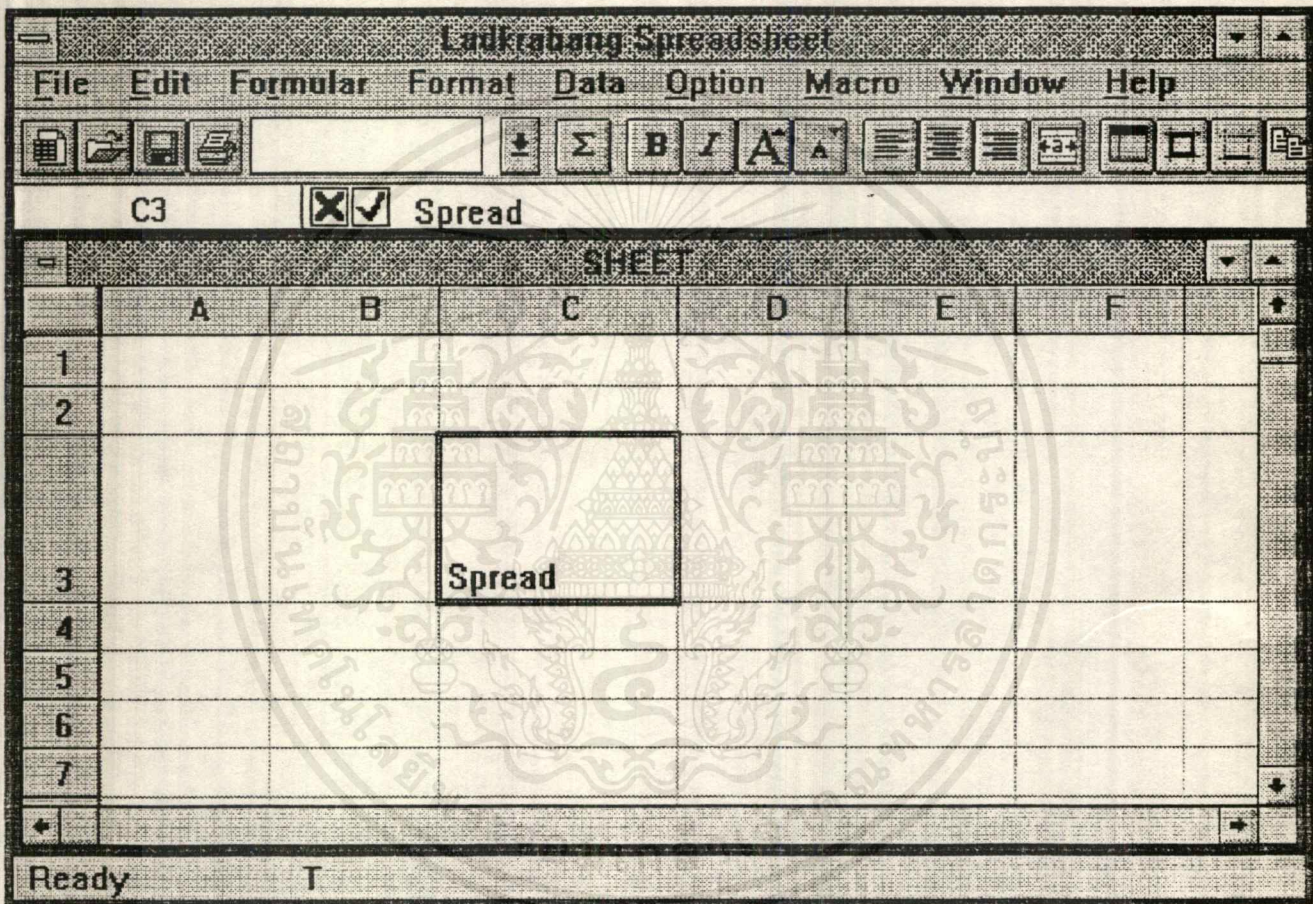 Ladkrabang Spreadsheet
File Edit Formular Format Data Option Macro Window Help
Σ B I A A a
C3 Spread
SHEET
A B C D E F
1
2
3 Spread
4
5
6
7
Ready T